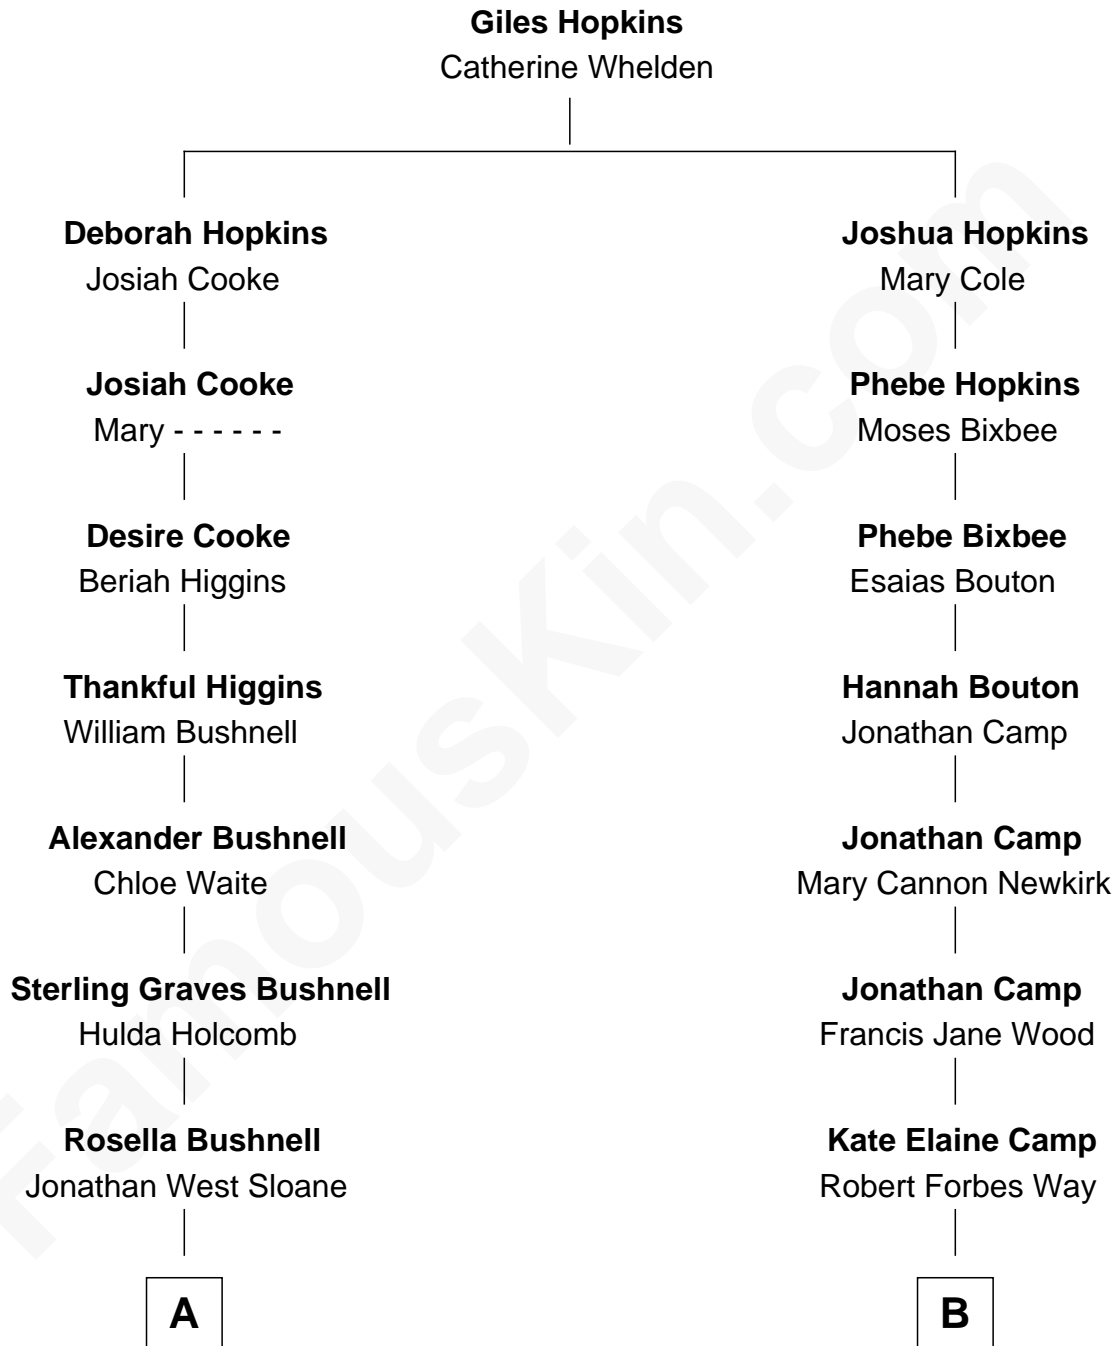 Giles Hopkins
Catherine Whelden
Deborah Hopkins
Josiah Cooke
Joshua Hopkins
Mary Cole
Josiah Cooke
Mary - - - - - -
Phebe Hopkins
Moses Bixbee
Desire Cooke
Beriah Higgins
Phebe Bixbee
Esaias Bouton
Thankful Higgins
William Bushnell
Hannah Bouton
Jonathan Camp
Alexander Bushnell
Chloe Waite
Jonathan Camp
Mary Cannon Newkirk
Sterling Graves Bushnell
Hulda Holcomb
Jonathan Camp
Francis Jane Wood
Rosella Bushnell
Jonathan West Sloane
Kate Elaine Camp
Robert Forbes Way
A
B
FamousKin.com